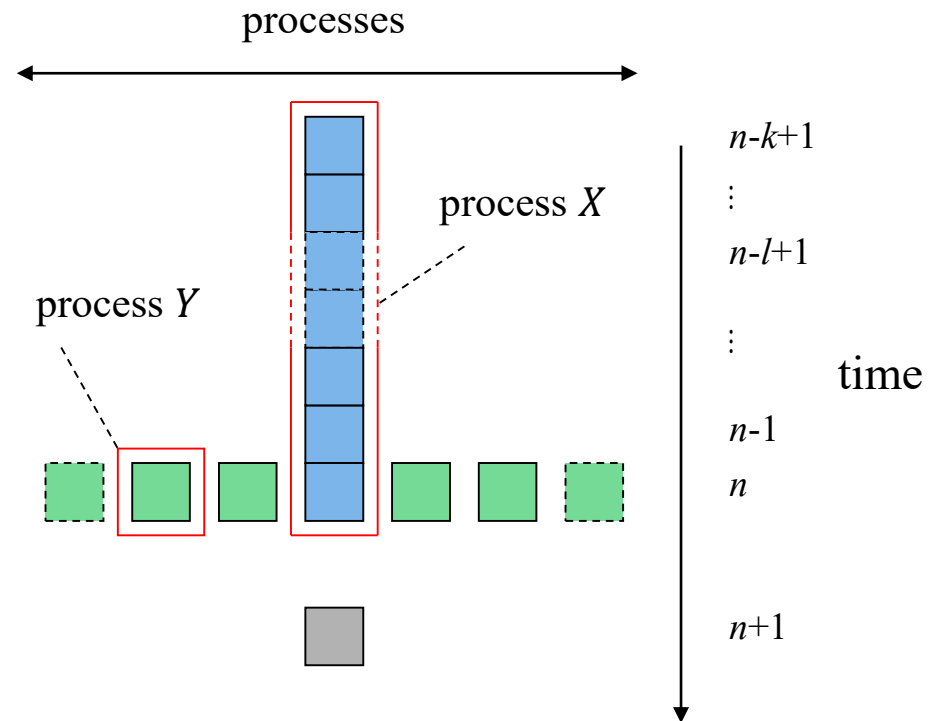 processes
n-k+1
⋮
process X
n-l+1
process Y
⋮
time
n-1
n
n+1